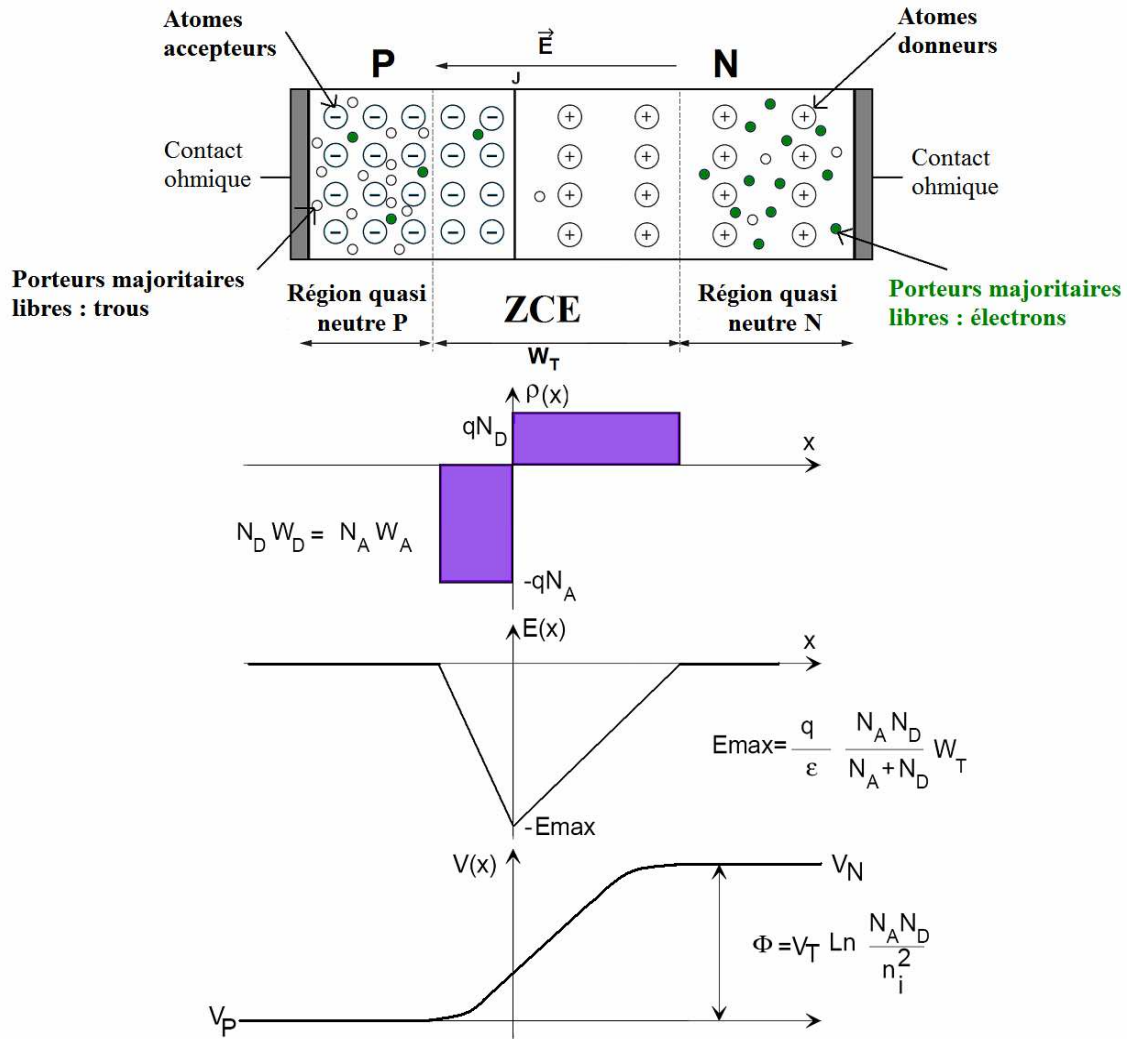 Atomes
accepteurs
P
E
J
N
Atomes
donneurs
Contact
ohmique
Contact
ohmique
Porteurs majoritaires
libres : trous
Région quasi
neutre P
ZCE
W_T
Région quasi
neutre N
Porteurs majoritaires
libres : électrons
ρ(x)
qN_D
x
N_D W_D = N_A W_A
-qN_A
E(x)
x
Emax= q/ε N_A N_D / N_A+N_D W_T
-Emax
V(x)
V_N
Φ=V_T Ln N_A N_D / n_i^2
V_P